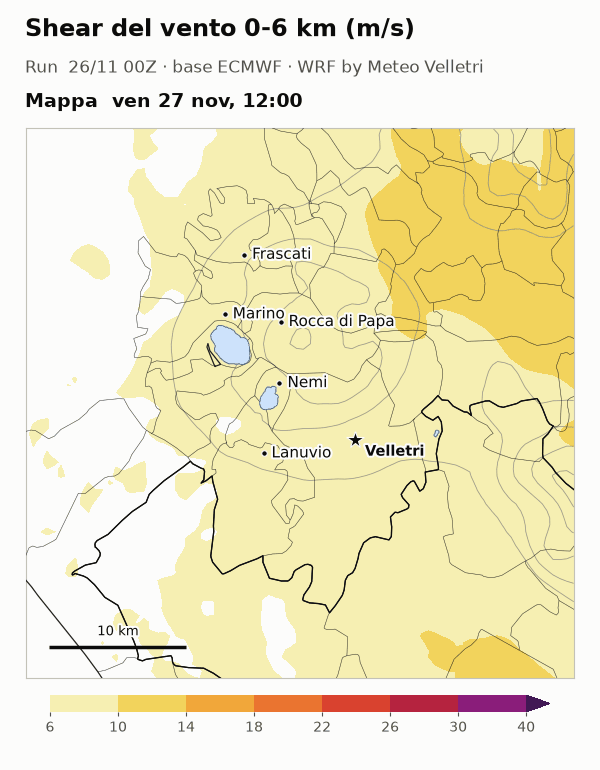 Shear del vento 0-6 km (m/s)
Run 26/11 00Z · base ECMWF · WRF by Meteo Velletri
Mappa ven 27 nov, 12:00
Frascati
Marino
Rocca di Papa
Nemi
Velletri
Lanuvio
10 km
6 10 14 18 22 26 30 40